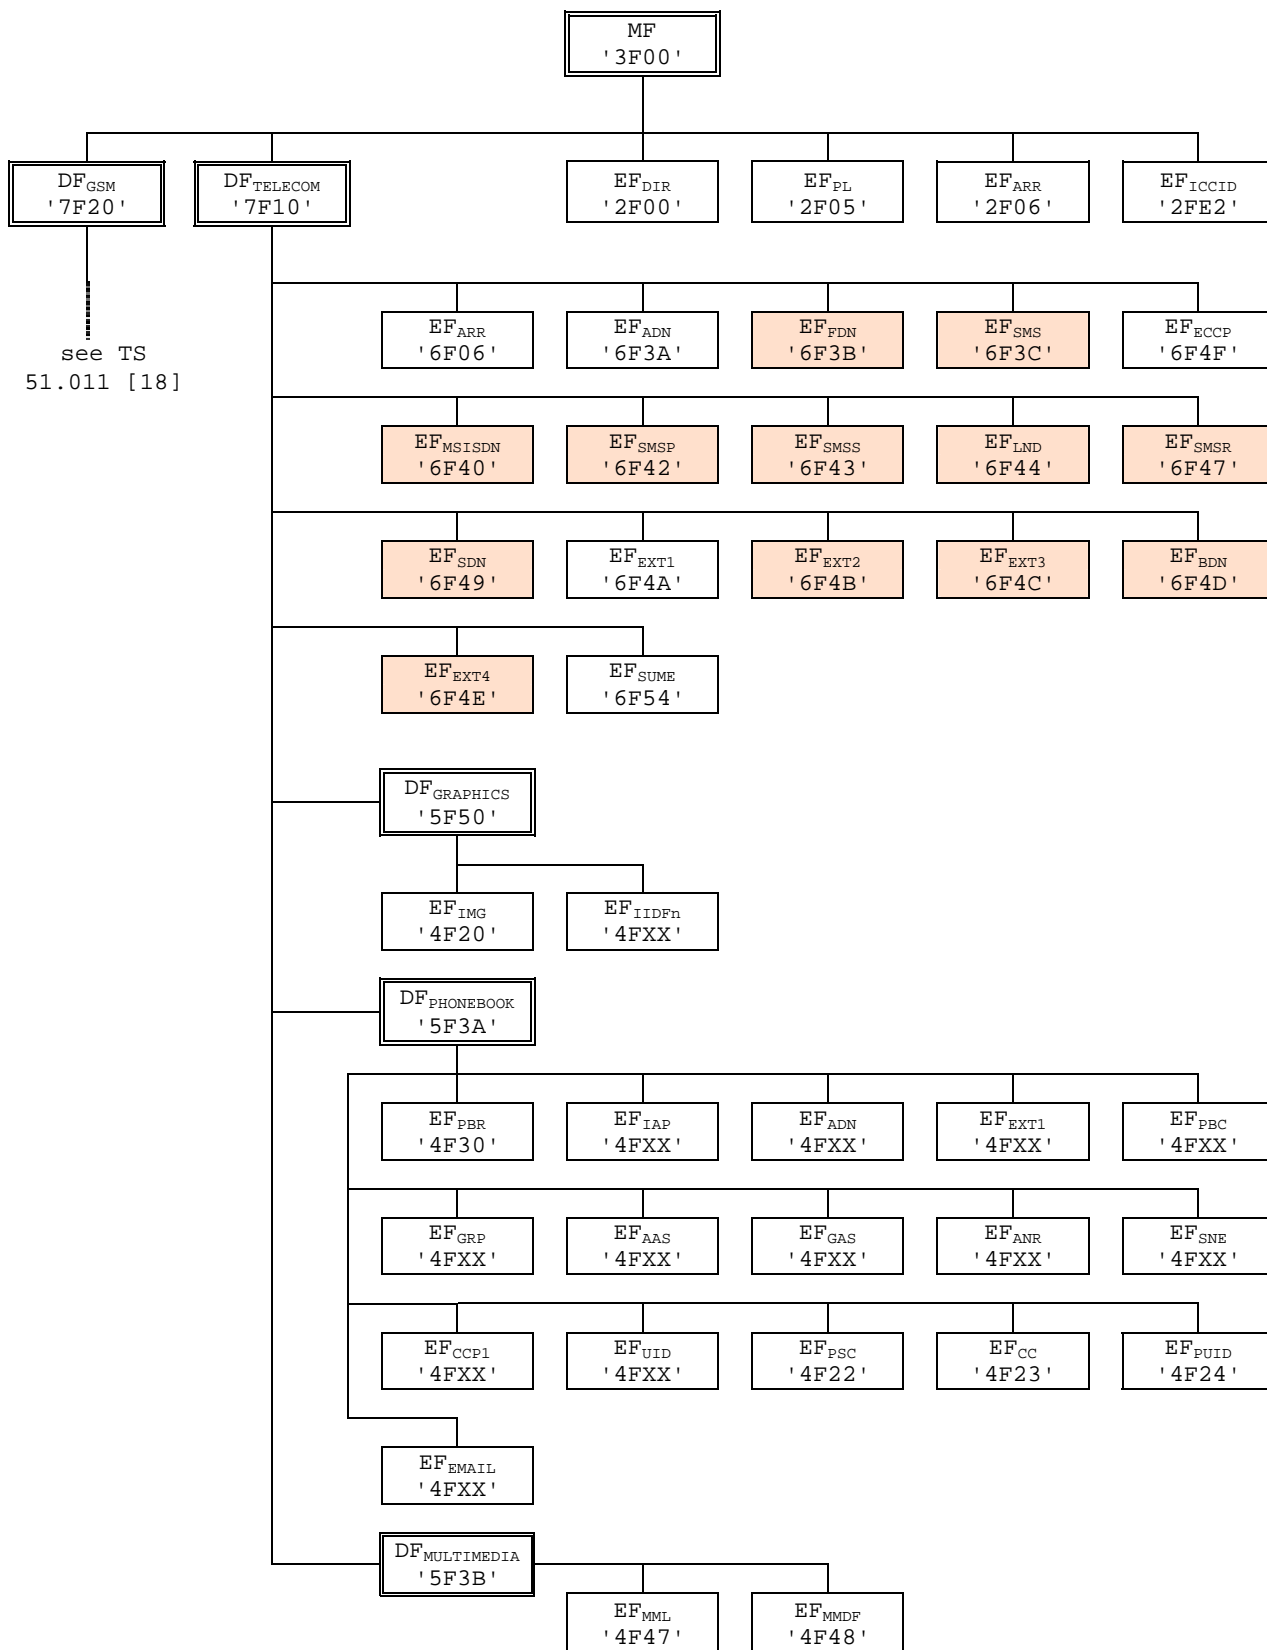 MF
'3F00'
DFGSM
'7F20'
DFTELECOM
'7F10'
EFDIR
'2F00'
EFPL
'2F05'
EFARR
'2F06'
EFICCID
'2FE2'
see TS
51.011 [18]
EFARR
'6F06'
EFADN
'6F3A'
EFFDN
'6F3B'
EFSMS
'6F3C'
EFECCP
'6F4F'
EFMSISDN
'6F40'
EFSMSP
'6F42'
EFSMSS
'6F43'
EFLND
'6F44'
EFSMSR
'6F47'
EFSDN
'6F49'
EFEXT1
'6F4A'
EFEXT2
'6F4B'
EFEXT3
'6F4C'
EFBDN
'6F4D'
EFEXT4
'6F4E'
EFSUME
'6F54'
DFGRAPHICS
'5F50'
EFIMG
'4F20'
EFIIDFn
'4FXX'
DFPHONEBOOK
'5F3A'
EFPBR
'4F30'
EFIAP
'4FXX'
EFADN
'4FXX'
EFEXT1
'4FXX'
EFPBC
'4FXX'
EFGRP
'4FXX'
EFAAS
'4FXX'
EFGAS
'4FXX'
EFANR
'4FXX'
EFSNE
'4FXX'
EFCCP1
'4FXX'
EFUID
'4FXX'
EFPSC
'4F22'
EFCC
'4F23'
EFPUID
'4F24'
EFEMAIL
'4FXX'
DFMULTIMEDIA
'5F3B'
EFMML
'4F47'
EFMMDF
'4F48'